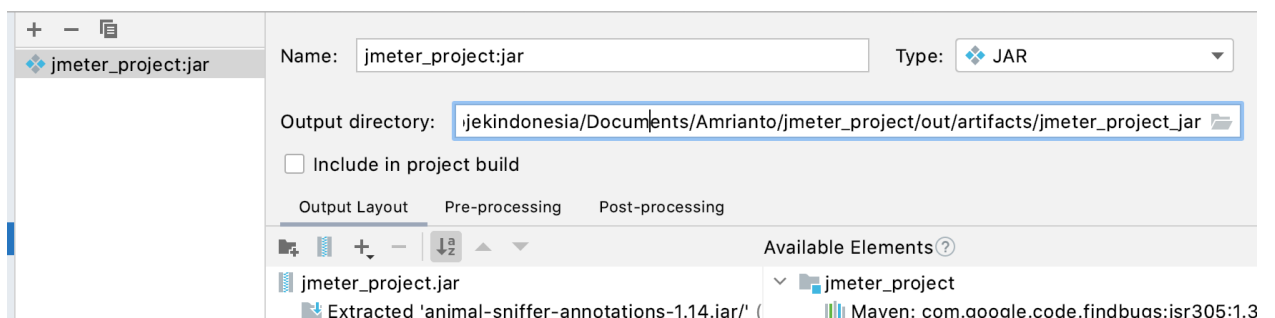 jmeter_project:jar
Name: jmeter_project:jar Type: JAR
Output directory: jekindonesia/Documents/Amrianto/jmeter_project/out/artifacts/jmeter_project_jar
Include in project build
Output Layout Pre-processing Post-processing
Available Elements
jmeter_project.jar jmeter_project
Extracted 'animal-sniffer-annotations-1.14.jar/' ( Maven: com.google.code.findbugs:jsr305:1.3